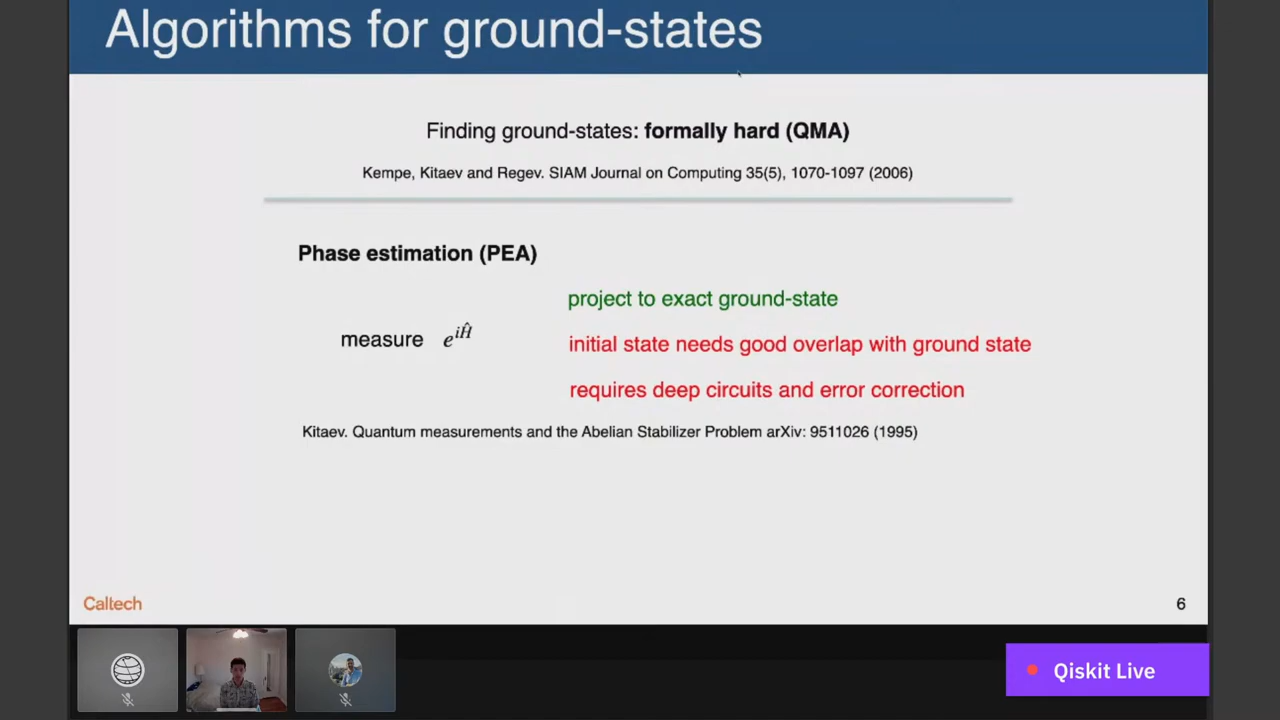 Algorithms for ground-states
Finding ground-states: formally hard (QMA)
Kempe, Kitaev and Regev. SIAM Journal on Computing 35(5), 1070-1097 (2006)
Phase estimation (PEA)
project to exact ground-state
measure e^{iĤ}
initial state needs good overlap with ground state
requires deep circuits and error correction
Kitaev. Quantum measurements and the Abelian Stabilizer Problem arXiv: 9511026 (1995)
Caltech
6
Qiskit Live